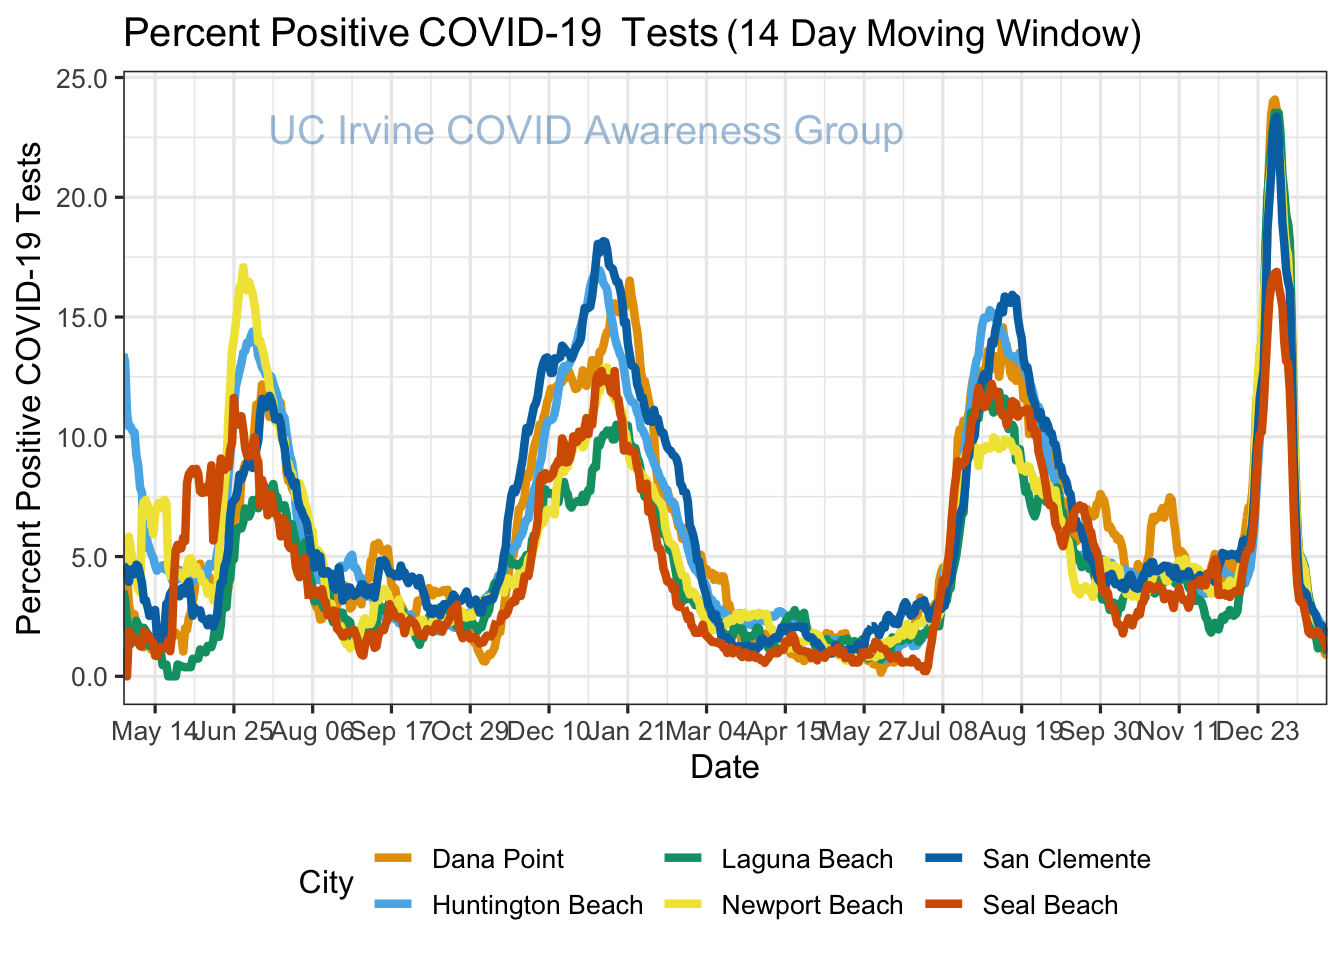 Percent Positive COVID-19 Tests (14 Day Moving Window)
UC Irvine COVID Awareness Group
Percent Positive COVID-19 Tests
25.0
20.0
15.0
10.0
5.0
0.0
May 14 Jun 25 Aug 06 Sep 17 Oct 29 Dec 10 Jan 21 Mar 04 Apr 15 May 27 Jul 08 Aug 19 Sep 30 Nov 11 Dec 23
Date
City
Dana Point Laguna Beach San Clemente
Huntington Beach Newport Beach Seal Beach